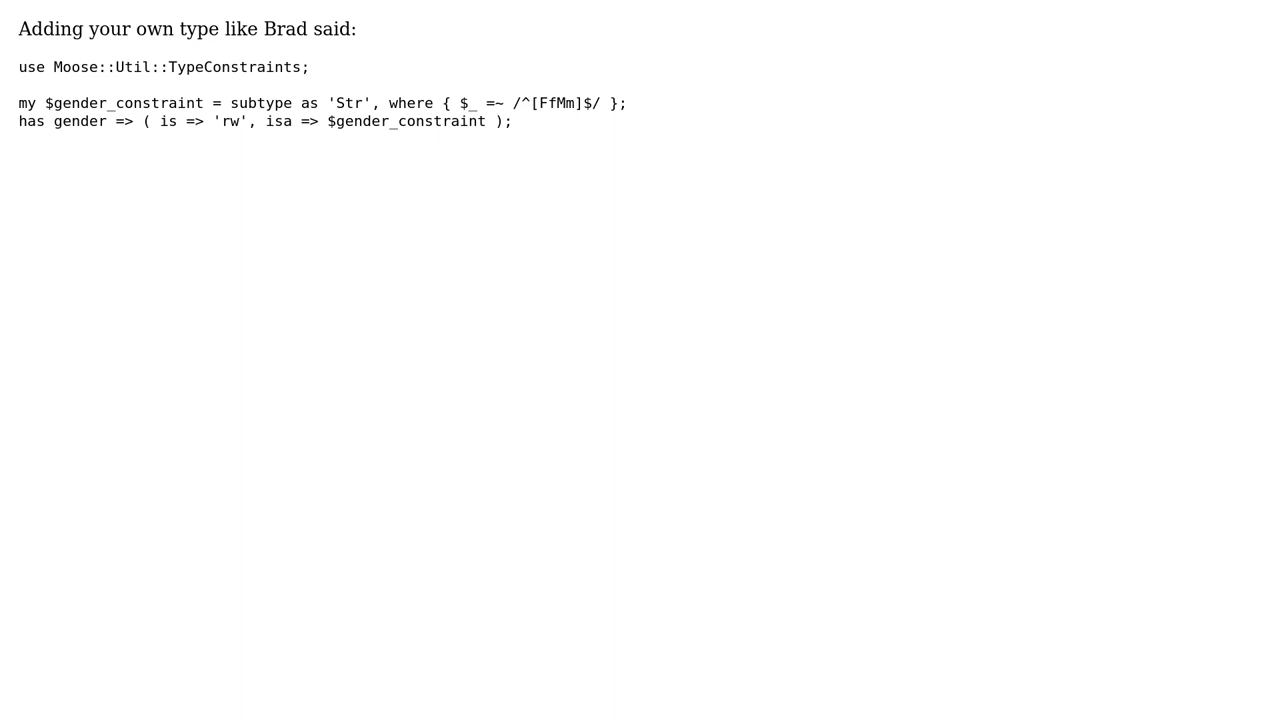 Adding your own type like Brad said:
use Moose::Util::TypeConstraints;
my $gender_constraint = subtype as 'Str', where { $_ =~ /^[FfMm]$/ };
has gender => ( is => 'rw', isa => $gender_constraint );